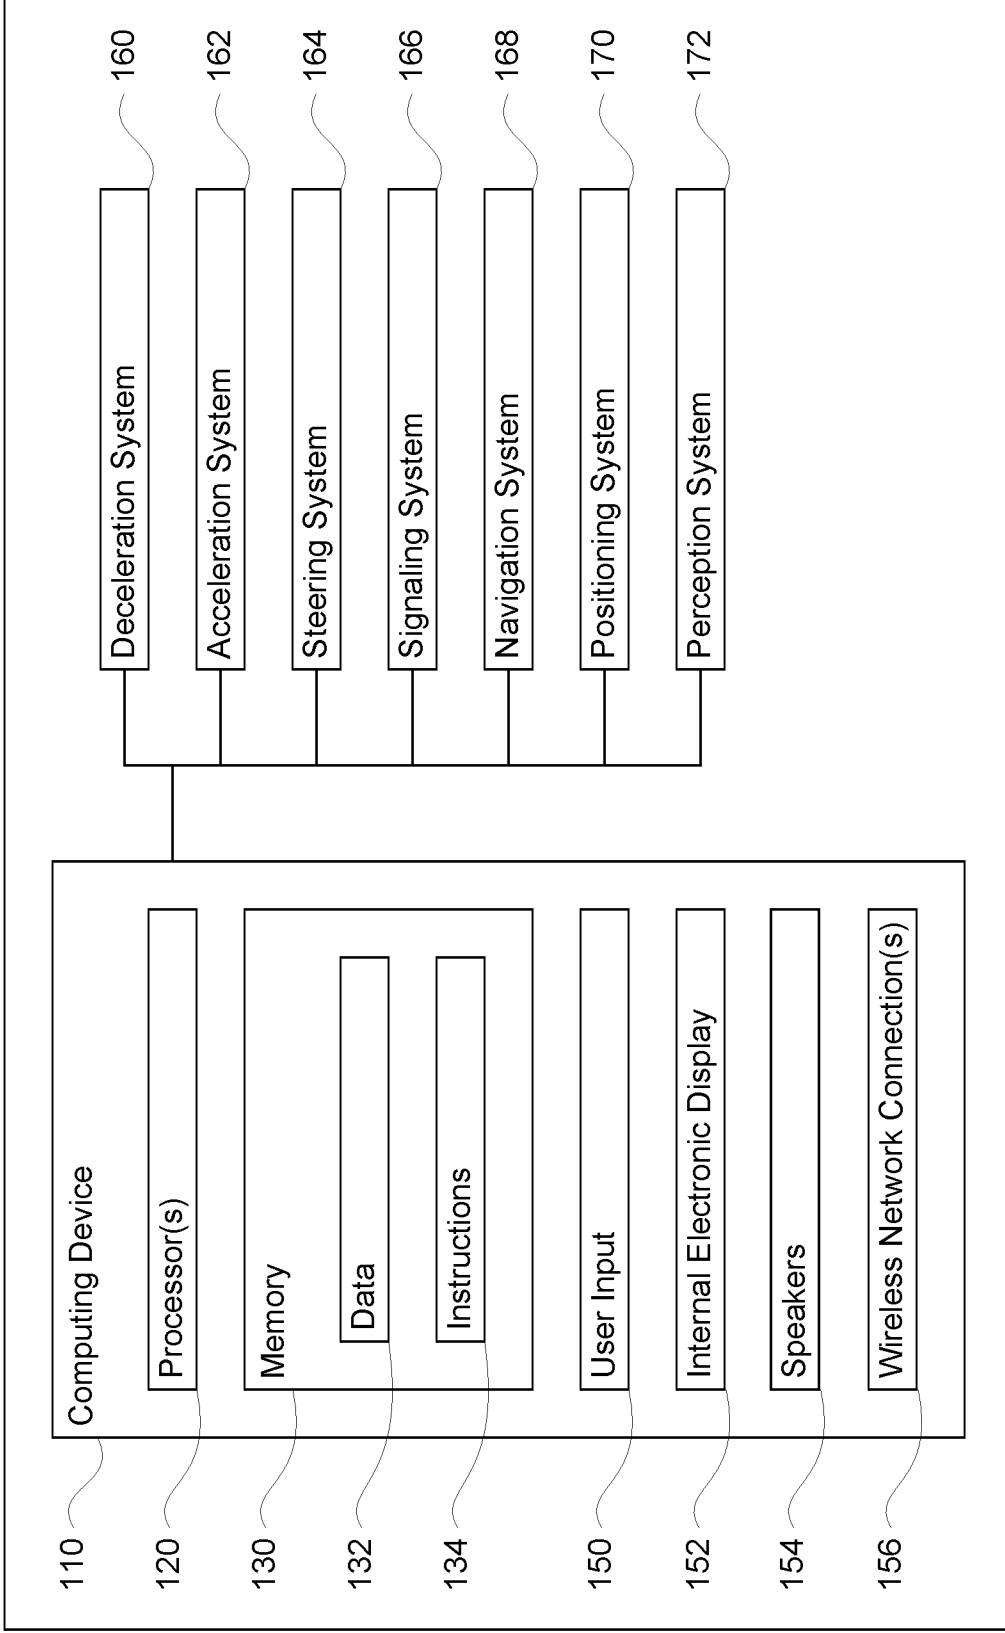 110
Computing Device
120
Processor(s)
130
Memory
132
Data
134
Instructions
150
User Input
152
Internal Electronic Display
154
Speakers
156
Wireless Network Connection(s)
Deceleration System
160
Acceleration System
162
Steering System
164
Signaling System
166
Navigation System
168
Positioning System
170
Perception System
172